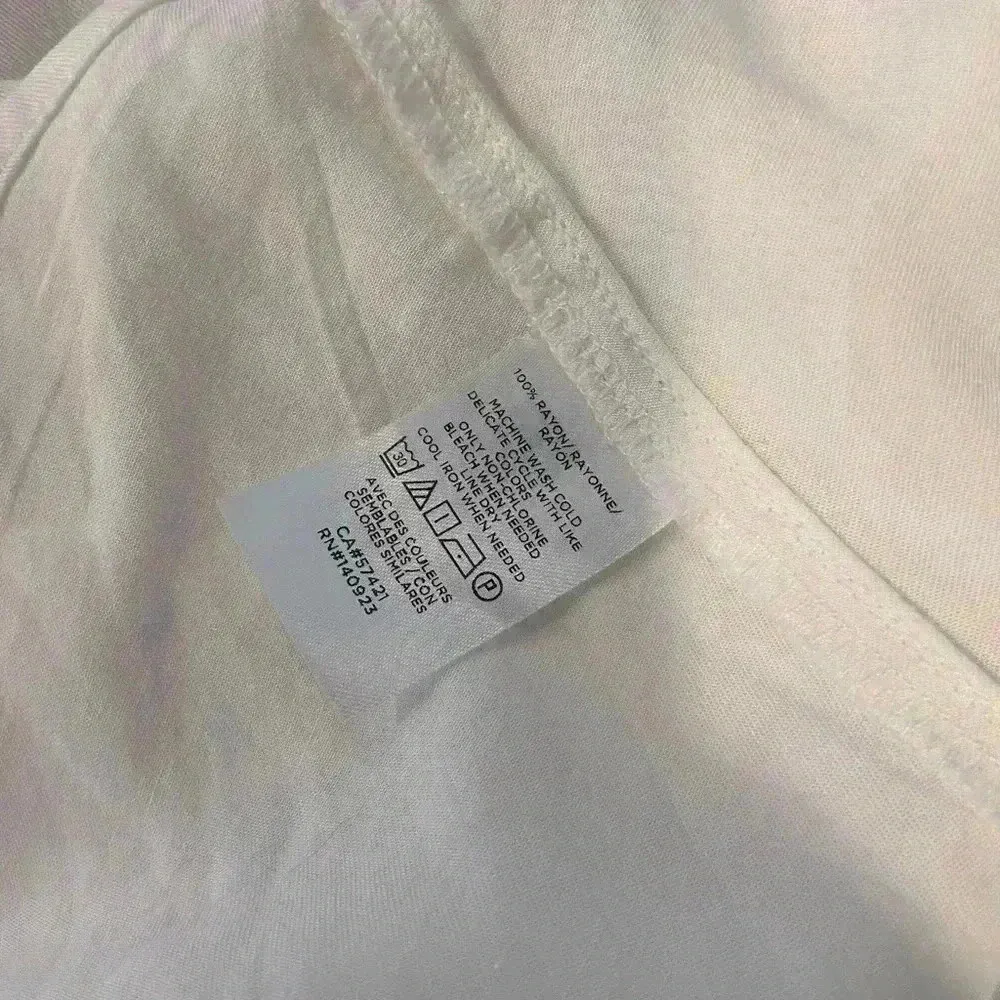 100% RAYON/ RAYONNE/
RAYON
MACHINE WASH COLD
DELICATE CYCLE WITH LIKE
COLORS
ONLY NON-CHLORINE
BLEACH WHEN NEEDED
LINE DRY
COOL IRON WHEN NEEDED
30
P
AVEC DES COULEURS
SEMBLABLES / CON
COLORES SIMILARES
CA#57421
RN#140923